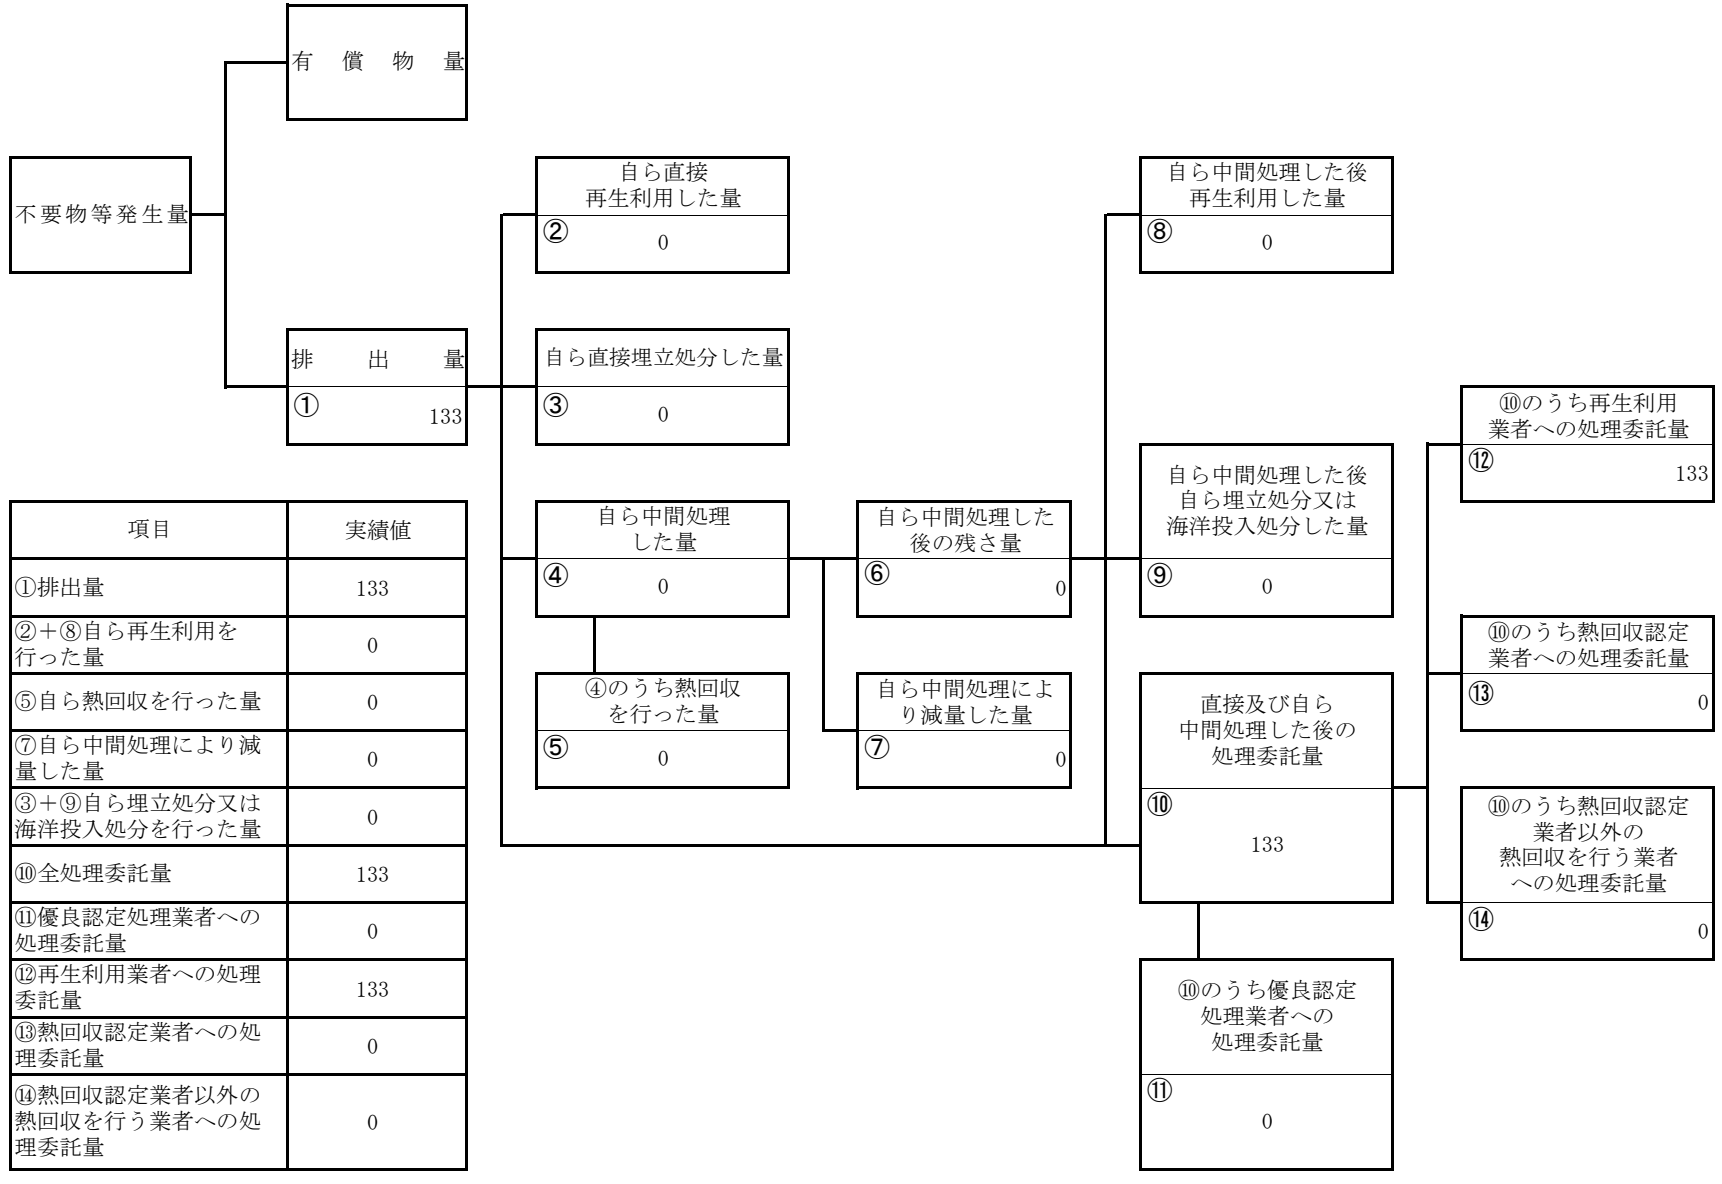 有償物量
不要物等発生量
排出量
①
133
自ら直接
再生利用した量
②
0
自ら直接埋立処分した量
③
0
自ら中間処理
した量
④
0
④のうち熱回収
を行った量
⑤
0
自ら中間処理した
後の残さ量
⑥
0
自ら中間処理によ
り減量した量
⑦
0
自ら中間処理した後
再生利用した量
⑧
0
自ら中間処理した後
自ら埋立処分又は
海洋投入処分した量
⑨
0
直接及び自ら
中間処理した後の
処理委託量
⑩
133
⑩のうち優良認定
処理業者への
処理委託量
⑪
0
⑩のうち再生利用
業者への処理委託量
⑫
133
⑩のうち熱回収認定
業者への処理委託量
⑬
0
⑩のうち熱回収認定
業者以外の
熱回収を行う業者
への処理委託量
⑭
0
項目 実績値
①排出量 133
②＋⑧自ら再生利用を
行った量 0
⑤自ら熱回収を行った量 0
⑦自ら中間処理により減
量した量 0
③＋⑨自ら埋立処分又は
海洋投入処分を行った量 0
⑩全処理委託量 133
⑪優良認定処理業者への
処理委託量 0
⑫再生利用業者への処理
委託量 133
⑬熱回収認定業者への処
理委託量 0
⑭熱回収認定業者以外の
熱回収を行う業者への処
理委託量 0